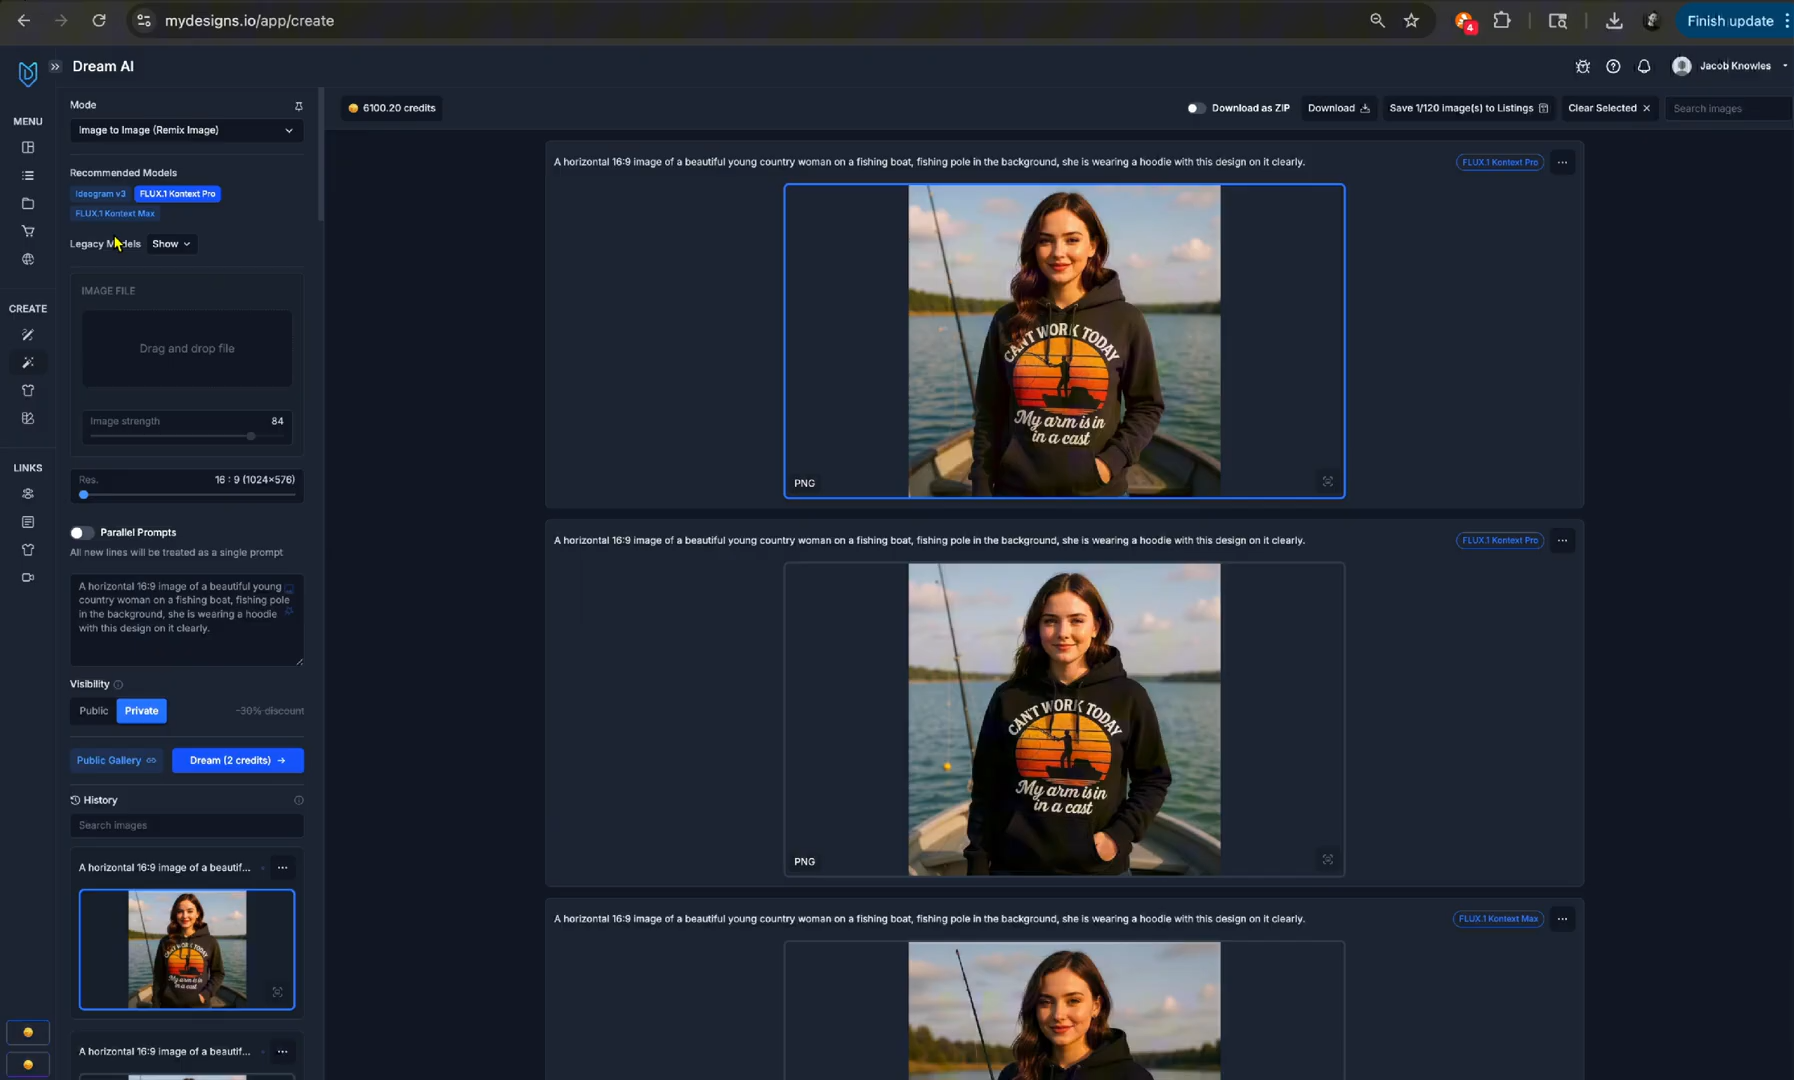 mydesigns.io/app/create
4
Finish update
Dream AI
Jacob Knowles
MENU
CREATE
LINKS
Mode
Image to Image (Remix Image)
Recommended Models
Ideogram v3
FLUX.1 Kontext Pro
FLUX.1 Kontext Max
Legacy Models
Show
IMAGE FILE
Drag and drop file
Image strength
84
Res.
16 : 9 (1024×576)
Parallel Prompts
All new lines will be treated as a single prompt
A horizontal 16:9 image of a beautiful young
country woman on a fishing boat, fishing pole
in the background, she is wearing a hoodie
with this design on it clearly.
Visibility
Public
Private
-30% discount
Public Gallery
Dream (2 credits) →
History
Search images
A horizontal 16:9 image of a beautif...
A horizontal 16:9 image of a beautif...
6100.20 credits
Download as ZIP
Download
Save 1/120 image(s) to Listings
Clear Selected
Search images
A horizontal 16:9 image of a beautiful young country woman on a fishing boat, fishing pole in the background, she is wearing a hoodie with this design on it clearly.
FLUX.1 Kontext Pro
CAN'T WORK TODAY
My arm is in
in a cast
PNG
A horizontal 16:9 image of a beautiful young country woman on a fishing boat, fishing pole in the background, she is wearing a hoodie with this design on it clearly.
FLUX.1 Kontext Pro
CAN'T WORK TODAY
My arm is in
in a cast
PNG
A horizontal 16:9 image of a beautiful young country woman on a fishing boat, fishing pole in the background, she is wearing a hoodie with this design on it clearly.
FLUX.1 Kontext Max